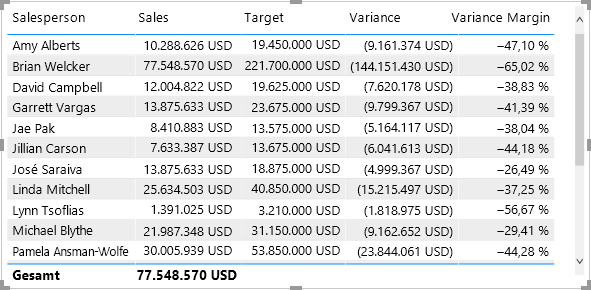 Salesperson Sales Target Variance Variance Margin
Amy Alberts 10.288.626 USD 19.450.000 USD (9.161.374 USD) –47,10 %
Brian Welcker 77.548.570 USD 221.700.000 USD (144.151.430 USD) –65,02 %
David Campbell 12.004.822 USD 19.625.000 USD (7.620.178 USD) –38,83 %
Garrett Vargas 13.875.633 USD 23.675.000 USD (9.799.367 USD) –41,39 %
Jae Pak 8.410.883 USD 13.575.000 USD (5.164.117 USD) –38,04 %
Jillian Carson 7.633.387 USD 13.675.000 USD (6.041.613 USD) –44,18 %
José Saraiva 13.875.633 USD 18.875.000 USD (4.999.367 USD) –26,49 %
Linda Mitchell 25.634.503 USD 40.850.000 USD (15.215.497 USD) –37,25 %
Lynn Tsoflias 1.391.025 USD 3.210.000 USD (1.818.975 USD) –56,67 %
Michael Blythe 21.987.348 USD 31.150.000 USD (9.162.652 USD) –29,41 %
Pamela Ansman-Wolfe 30.005.939 USD 53.850.000 USD (23.844.061 USD) –44,28 %
Gesamt 77.548.570 USD